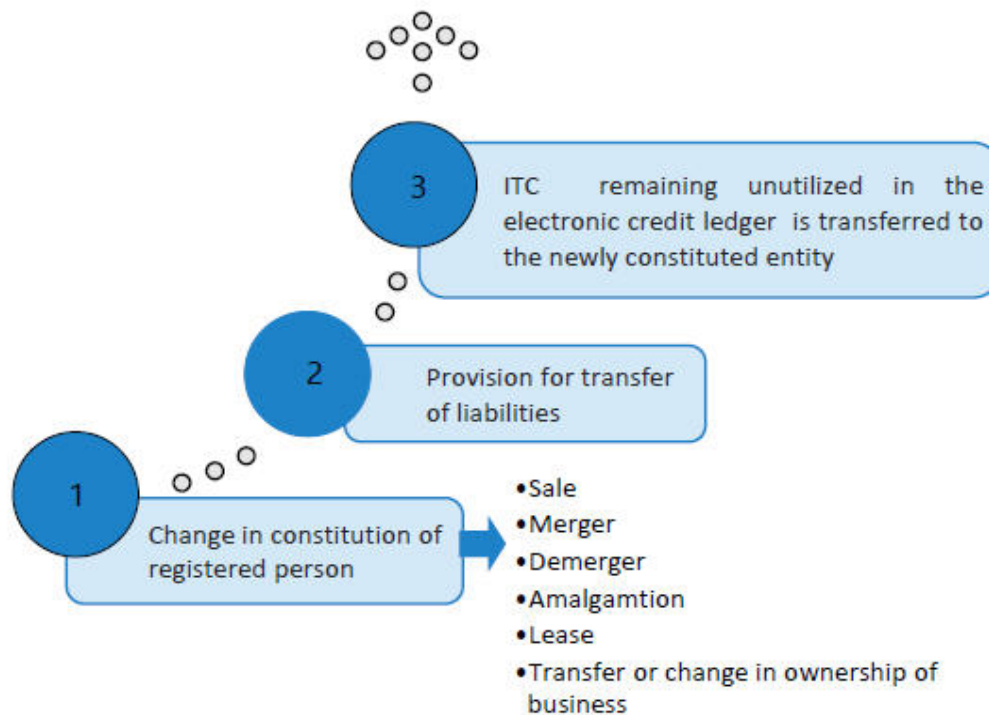 3
ITC remaining unutilized in the
electronic credit ledger is transferred to
the newly constituted entity
2
Provision for transfer
of liabilities
1
Change in constitution of
registered person
•Sale
•Merger
•Demerger
•Amalgamtion
•Lease
•Transfer or change in ownership of
business